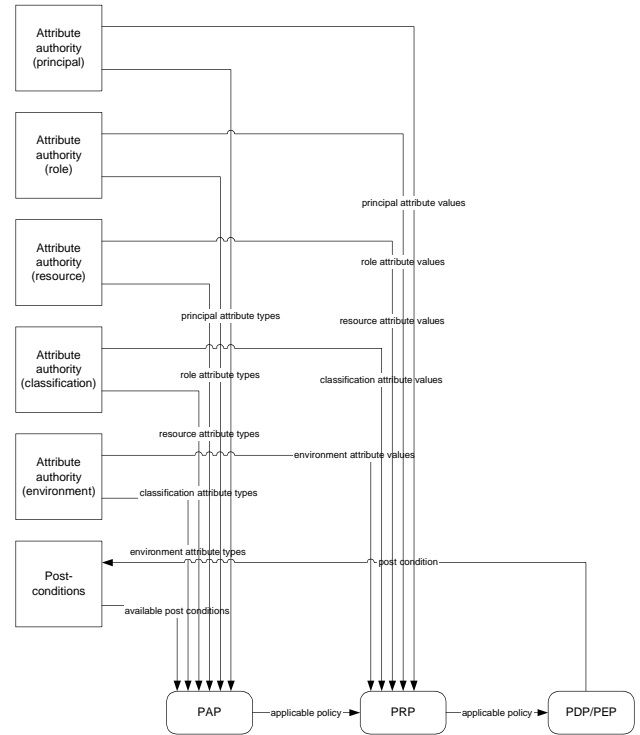 Attribute
authority
(principal)
Attribute
authority
(role)
principal attribute values
Attribute
authority
(resource)
role attribute values
principal attribute types
resource attribute values
Attribute
authority
(classification)
role attribute types
classification attribute values
resource attribute types
Attribute
authority
(environment)
environment attribute values
classification attribute types
environment attribute types
post condition
Post-
conditions
available post conditions
PAP
applicable policy
PRP
applicable policy
PDP/PEP